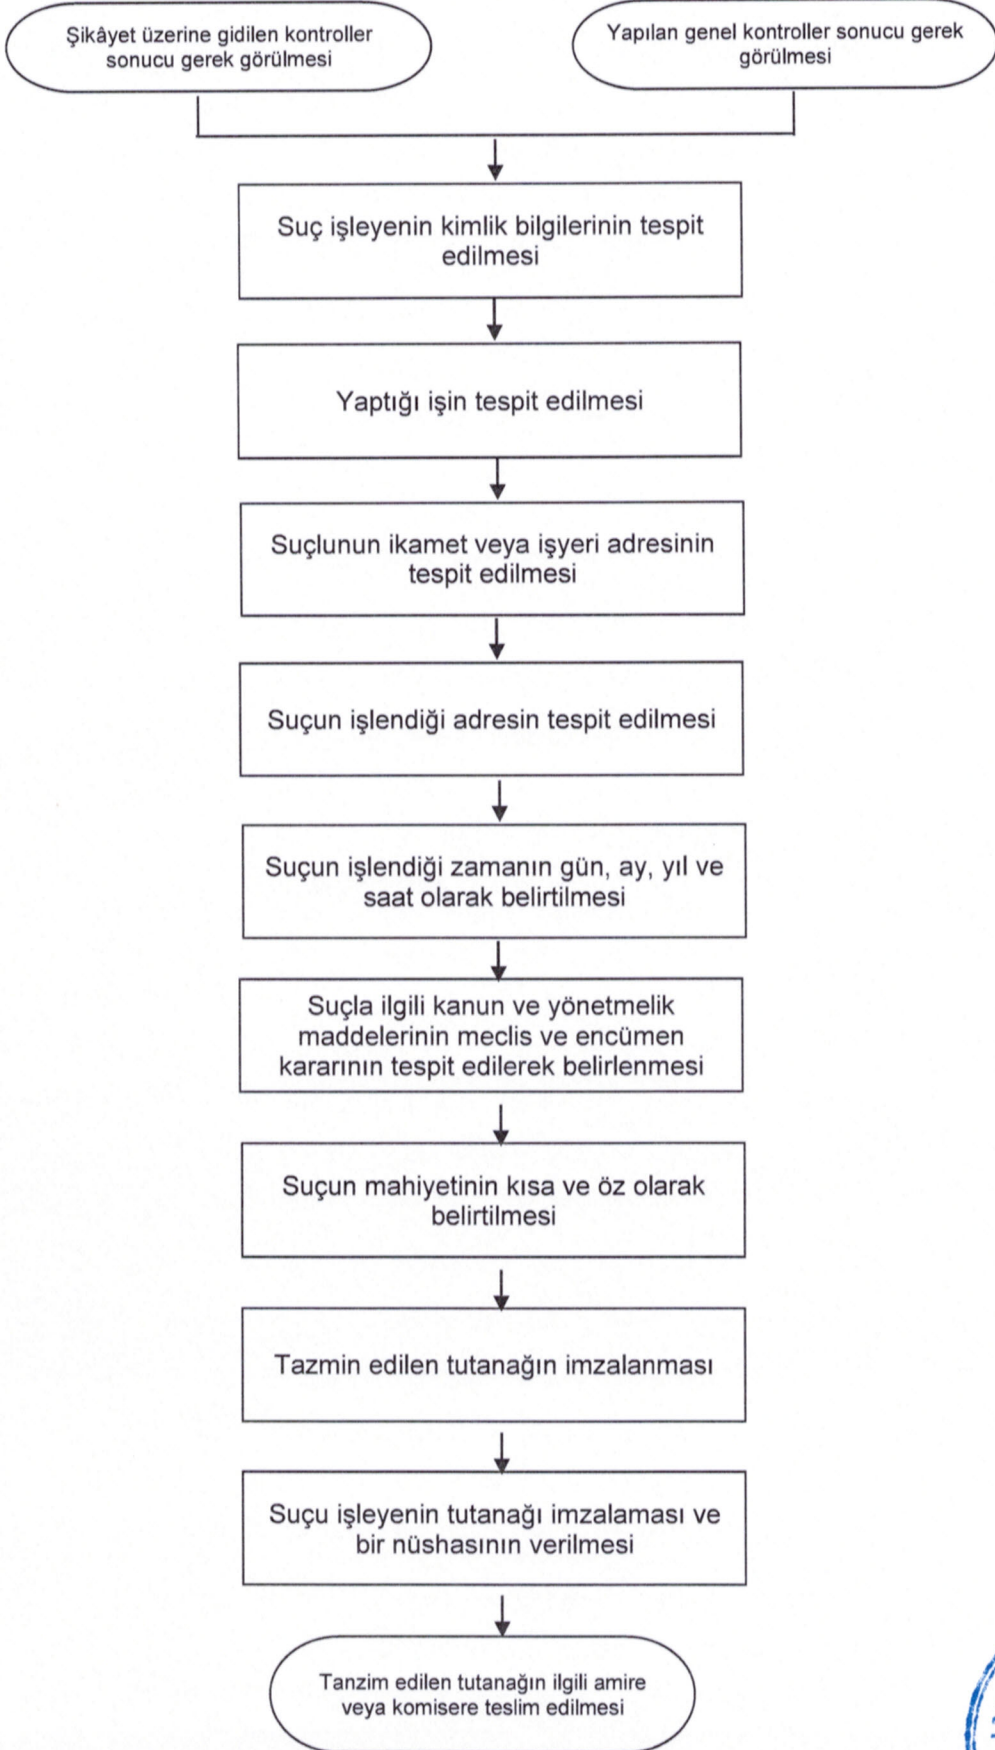 Şikâyet üzerine gidilen kontroller
sonucu gerek görülmesi
Yapılan genel kontroller sonucu gerek
görülmesi
Suç işleyenin kimlik bilgilerinin tespit
edilmesi
Yaptığı işin tespit edilmesi
Suçlunun ikamet veya işyeri adresinin
tespit edilmesi
Suçun işlendiği adresin tespit edilmesi
Suçun işlendiği zamanın gün, ay, yıl ve
saat olarak belirtilmesi
Suçla ilgili kanun ve yönetmelik
maddelerinin meclis ve encümen
kararının tespit edilerek belirlenmesi
Suçun mahiyetinin kısa ve öz olarak
belirtilmesi
Tazmin edilen tutanağın imzalanması
Suçu işleyenin tutanağı imzalaması ve
bir nüshasının verilmesi
Tanzim edilen tutanağın ilgili amire
veya komisere teslim edilmesi